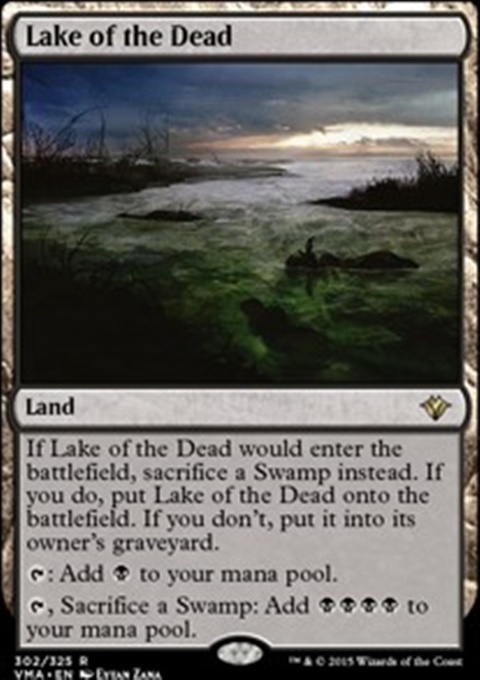 Lake of the Dead
Land
If Lake of the Dead would enter the
battlefield, sacrifice a Swamp instead. If
you do, put Lake of the Dead onto the
battlefield. If you don't, put it into its
owner's graveyard.
: Add to your mana pool.
, Sacrifice a Swamp: Add to
your mana pool.
302/325 R
VMA • EN Evyan Zana
™ & © 2015 Wizards of the Coast